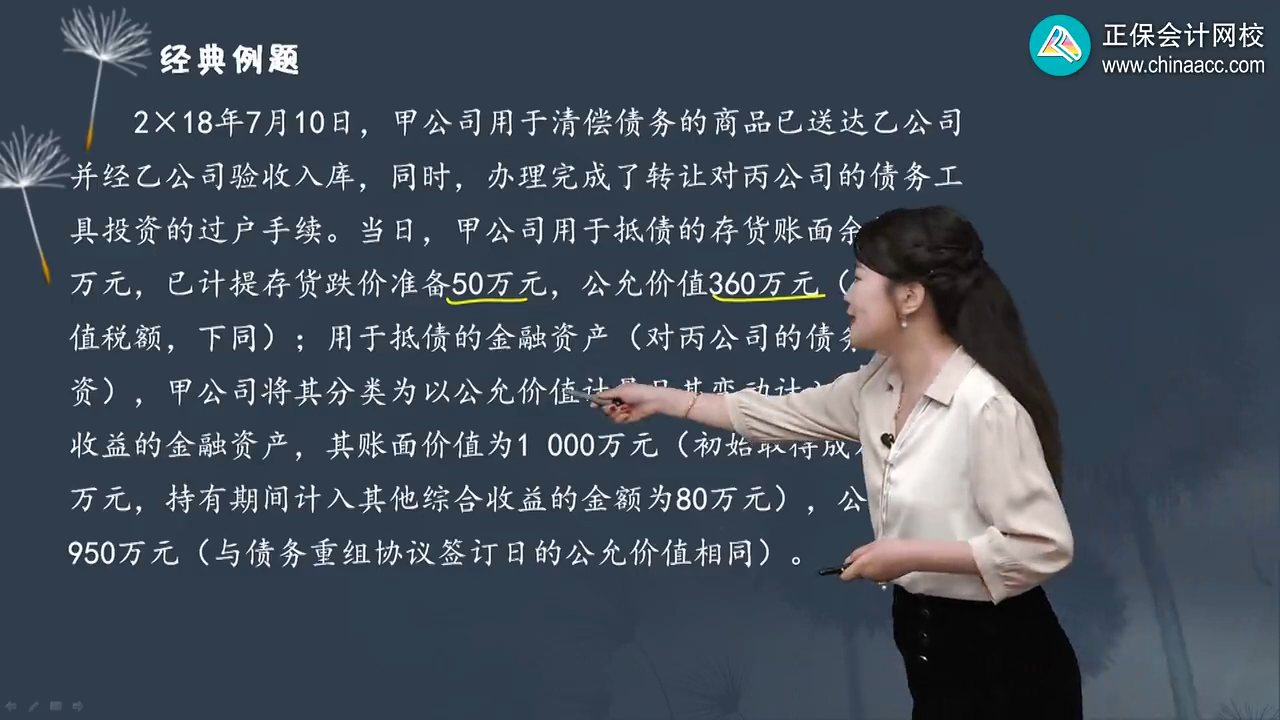 正保会计网校
www.chinaacc.com
经典例题
2×18年7月10日，甲公司用于清偿债务的商品已送达乙公司
并经乙公司验收入库，同时，办理完成了转让对丙公司的债务工
具投资的过户手续。当日，甲公司用于抵债的存货账面余
万元，已计提存货跌价准备50万元，公允价值360万元（
值税额，下同）；用于抵债的金融资产（对丙公司的债务
资），甲公司将其分类为以公允价值计量且其变动计入
收益的金融资产，其账面价值为1 000万元（初始取得成
万元，持有期间计入其他综合收益的金额为80万元），公
950万元（与债务重组协议签订日的公允价值相同）。